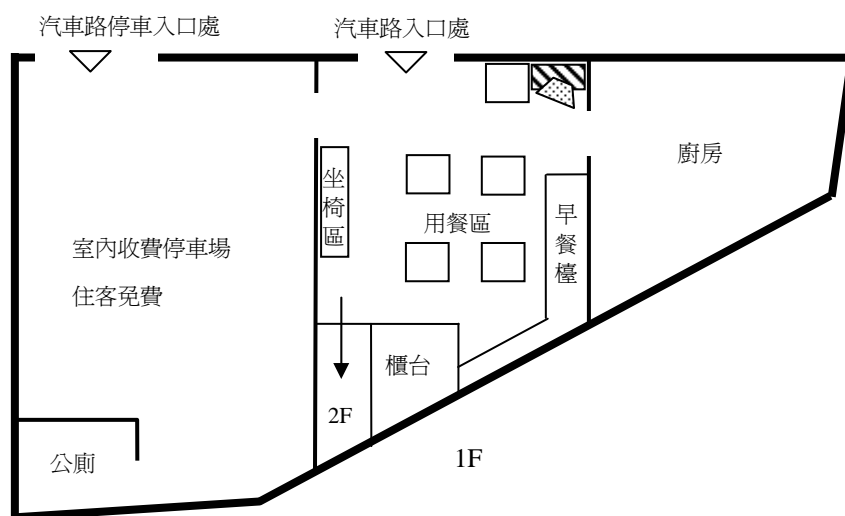 汽車路停車入口處
汽車路入口處
廚房
坐椅區
用餐區
早餐檯
室內收費停車場
住客免費
櫃台
2F
公廁
1F